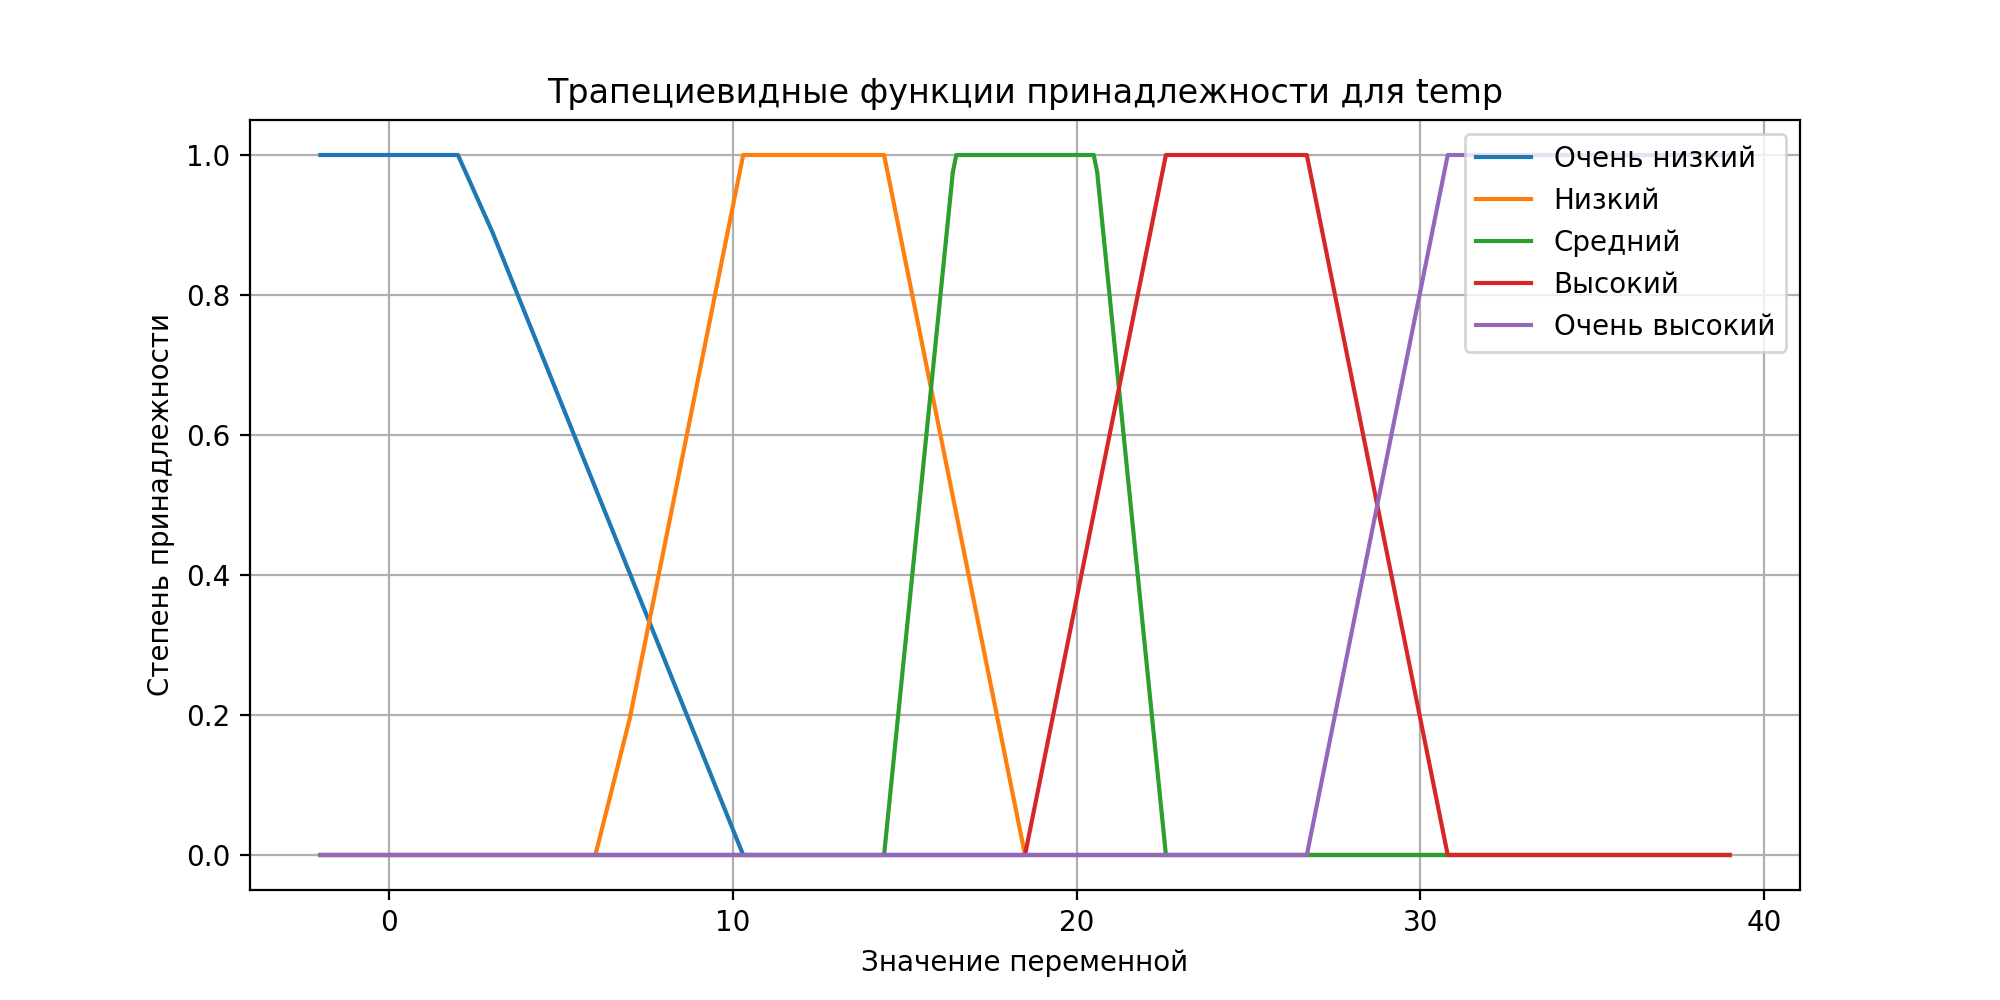 Трапециевидные функции принадлежности для temp
1.0
0.8
0.6
0.4
0.2
0.0
Степень принадлежности
Очень низкий
Низкий
Средний
Высокий
Очень высокий
0 10 20 30 40
Значение переменной